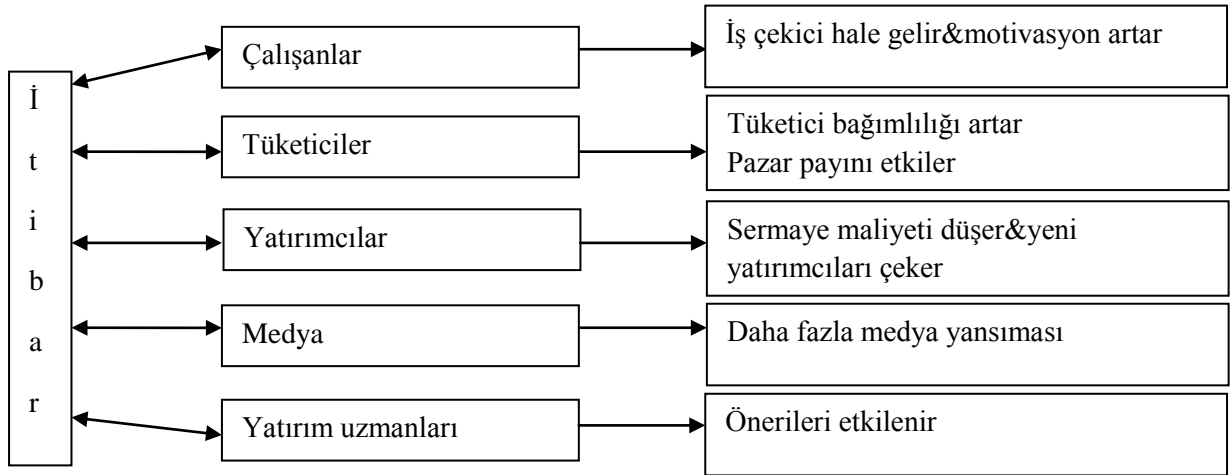 İtibar
Çalışanlar
İş çekici hale gelir&motivasyon artar
Tüketiciler
Tüketici bağımlılığı artar
Pazar payını etkiler
Yatırımcılar
Sermaye maliyeti düşer&yeni
yatırımcıları çeker
Medya
Daha fazla medya yansıması
Yatırım uzmanları
Önerileri etkilenir